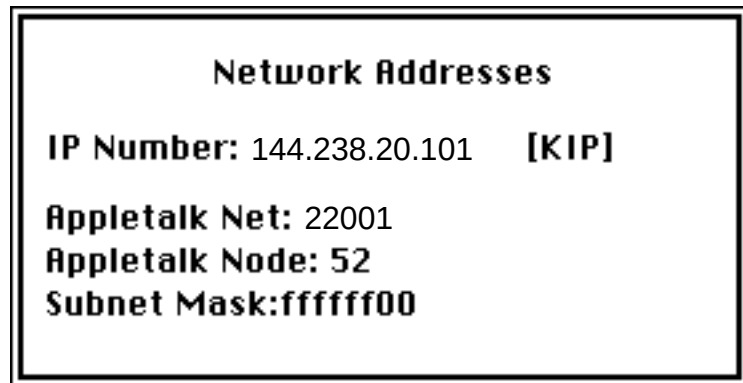 Network Addresses
IP Number: 144.238.20.101 [KIP]
Appletalk Net: 22001
Appletalk Node: 52
Subnet Mask:ffffff00